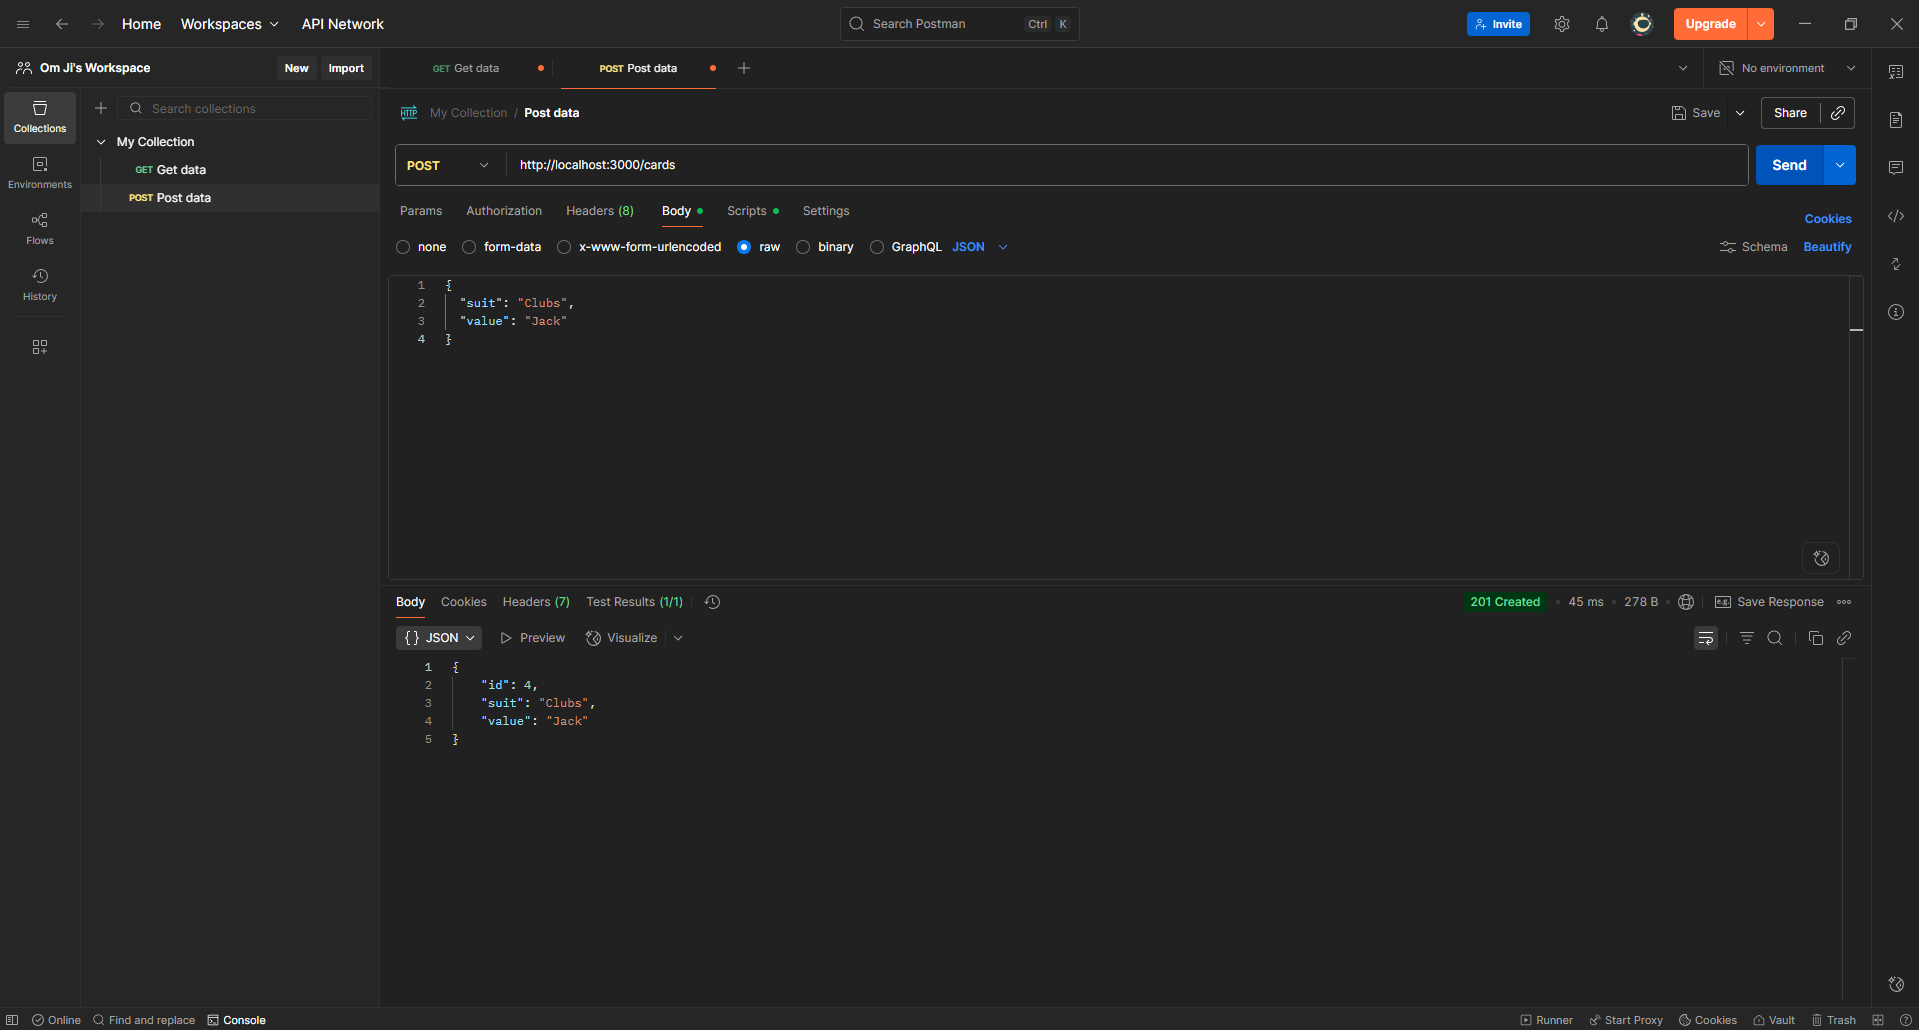 Home Workspaces API Network Search Postman Ctrl K Invite Upgrade
Om Ji's Workspace New Import GET Get data POST Post data No environment
Collections
Environments
Flows
History
Search collections
My Collection
GET Get data
POST Post data
HTTP My Collection / Post data Save Share
POST http://localhost:3000/cards Send
Params Authorization Headers (8) Body Scripts Settings Cookies
none form-data x-www-form-urlencoded raw binary GraphQL JSON Schema Beautify
1 {
2 "suit": "Clubs",
3 "value": "Jack"
4 }
Body Cookies Headers (7) Test Results (1/1) 201 Created • 45 ms • 278 B e.g. Save Response
{ } JSON Preview Visualize
1 {
2 "id": 4,
3 "suit": "Clubs",
4 "value": "Jack"
5 }
Online Find and replace Console Runner Start Proxy Cookies Vault Trash